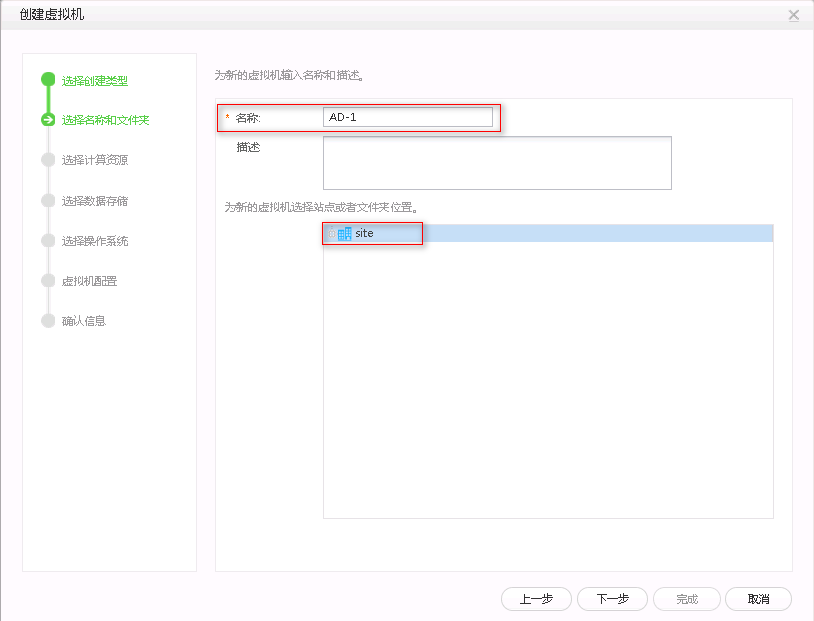 创建虚拟机
选择创建类型
选择名称和文件夹
选择计算资源
选择数据存储
选择操作系统
虚拟机配置
确认信息
为新的虚拟机输入名称和描述。
* 名称: AD-1
描述
为新的虚拟机选择站点或者文件夹位置。
site
上一步 下一步 完成 取消